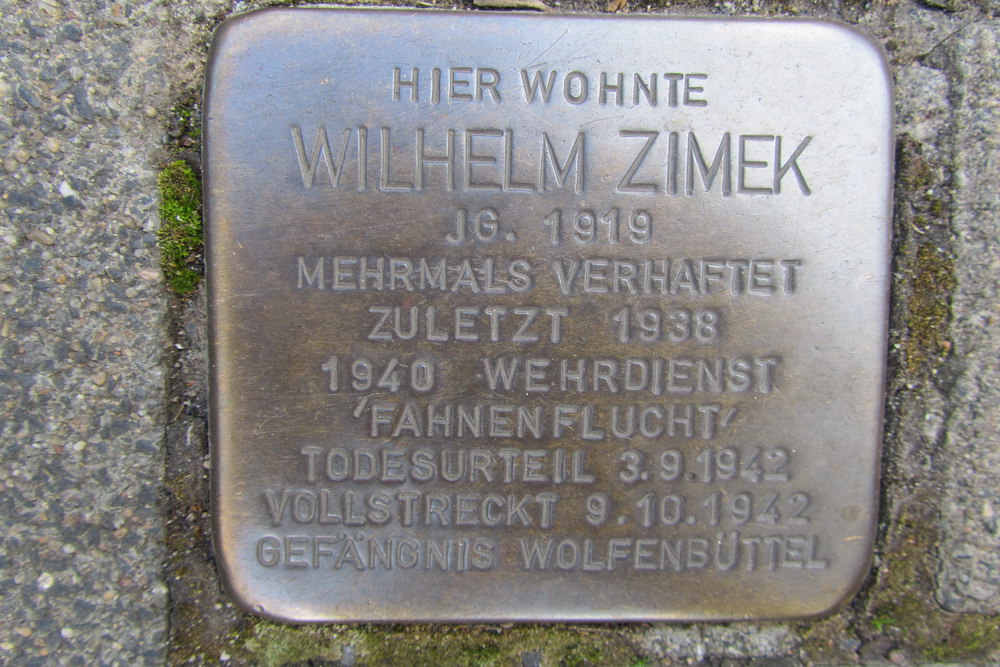 HIER WOHNTE
WILHELM ZIMEK
JG. 1919
MEHRMALS VERHAFTET
ZULETZT 1938
1940 WEHRDIENST
'FAHNENFLUCHT'
TODESURTEIL 3.9.1942
VOLLSTRECKT 9.10.1942
GEFÄNGNIS WOLFENBÜTTEL